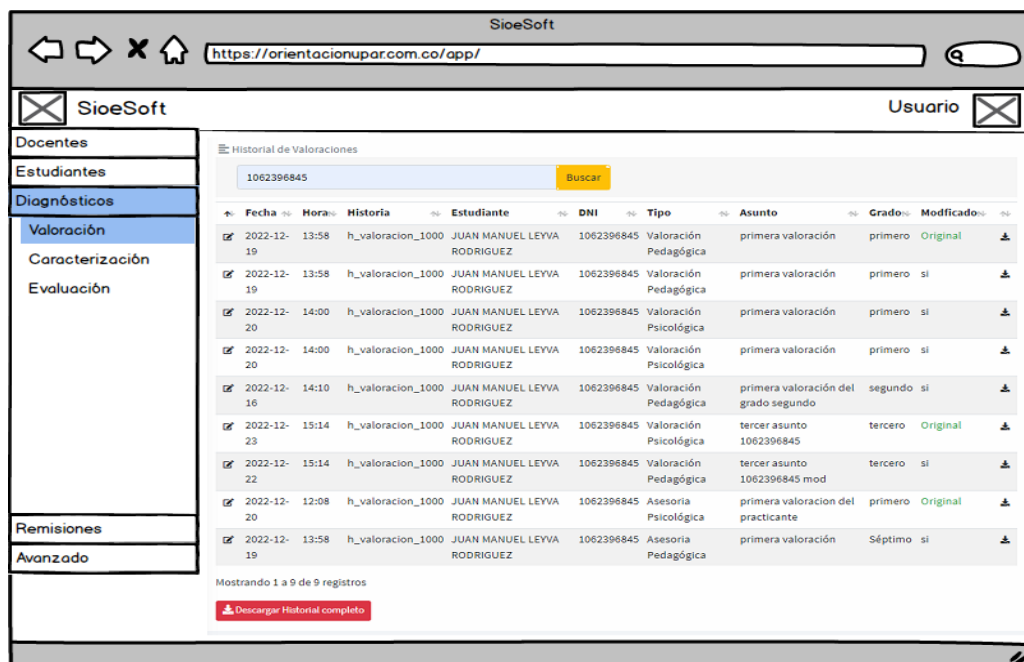 SioeSoft
https://orientacionupar.com.co/app/
SioeSoft
Usuario
Docentes
Estudiantes
Diagnósticos
Valoración
Caracterización
Evaluación
Remisiones
Avanzado
Historial de Valoraciones
1062396845 Buscar
Fecha Hora Historia Estudiante DNI Tipo Asunto Grado Modficado
2022-12- 13:58 h_valoracion_1000 JUAN MANUEL LEYVA 1062396845 Valoración primera valoración primero Original
19 RODRIGUEZ Pedagógica
2022-12- 13:58 h_valoracion_1000 JUAN MANUEL LEYVA 1062396845 Valoración primera valoración primero si
19 RODRIGUEZ Pedagógica
2022-12- 14:00 h_valoracion_1000 JUAN MANUEL LEYVA 1062396845 Valoración primera valoración primero si
20 RODRIGUEZ Psicológica
2022-12- 14:00 h_valoracion_1000 JUAN MANUEL LEYVA 1062396845 Valoración primera valoración primero si
20 RODRIGUEZ Psicológica
2022-12- 14:10 h_valoracion_1000 JUAN MANUEL LEYVA 1062396845 Valoración primera valoración del segundo si
16 RODRIGUEZ Pedagógica grado segundo
2022-12- 15:14 h_valoracion_1000 JUAN MANUEL LEYVA 1062396845 Valoración tercer asunto tercero Original
23 RODRIGUEZ Psicológica 1062396845
2022-12- 15:14 h_valoracion_1000 JUAN MANUEL LEYVA 1062396845 Valoración tercer asunto tercero si
22 RODRIGUEZ Pedagógica 1062396845 mod
2022-12- 12:08 h_valoracion_1000 JUAN MANUEL LEYVA 1062396845 Asesoria primera valoracion del primero Original
20 RODRIGUEZ Psicológica practicante
2022-12- 13:58 h_valoracion_1000 JUAN MANUEL LEYVA 1062396845 Asesoria primera valoración Séptimo si
19 RODRIGUEZ Pedagógica
Mostrando 1 a 9 de 9 registros
Descargar Historial completo